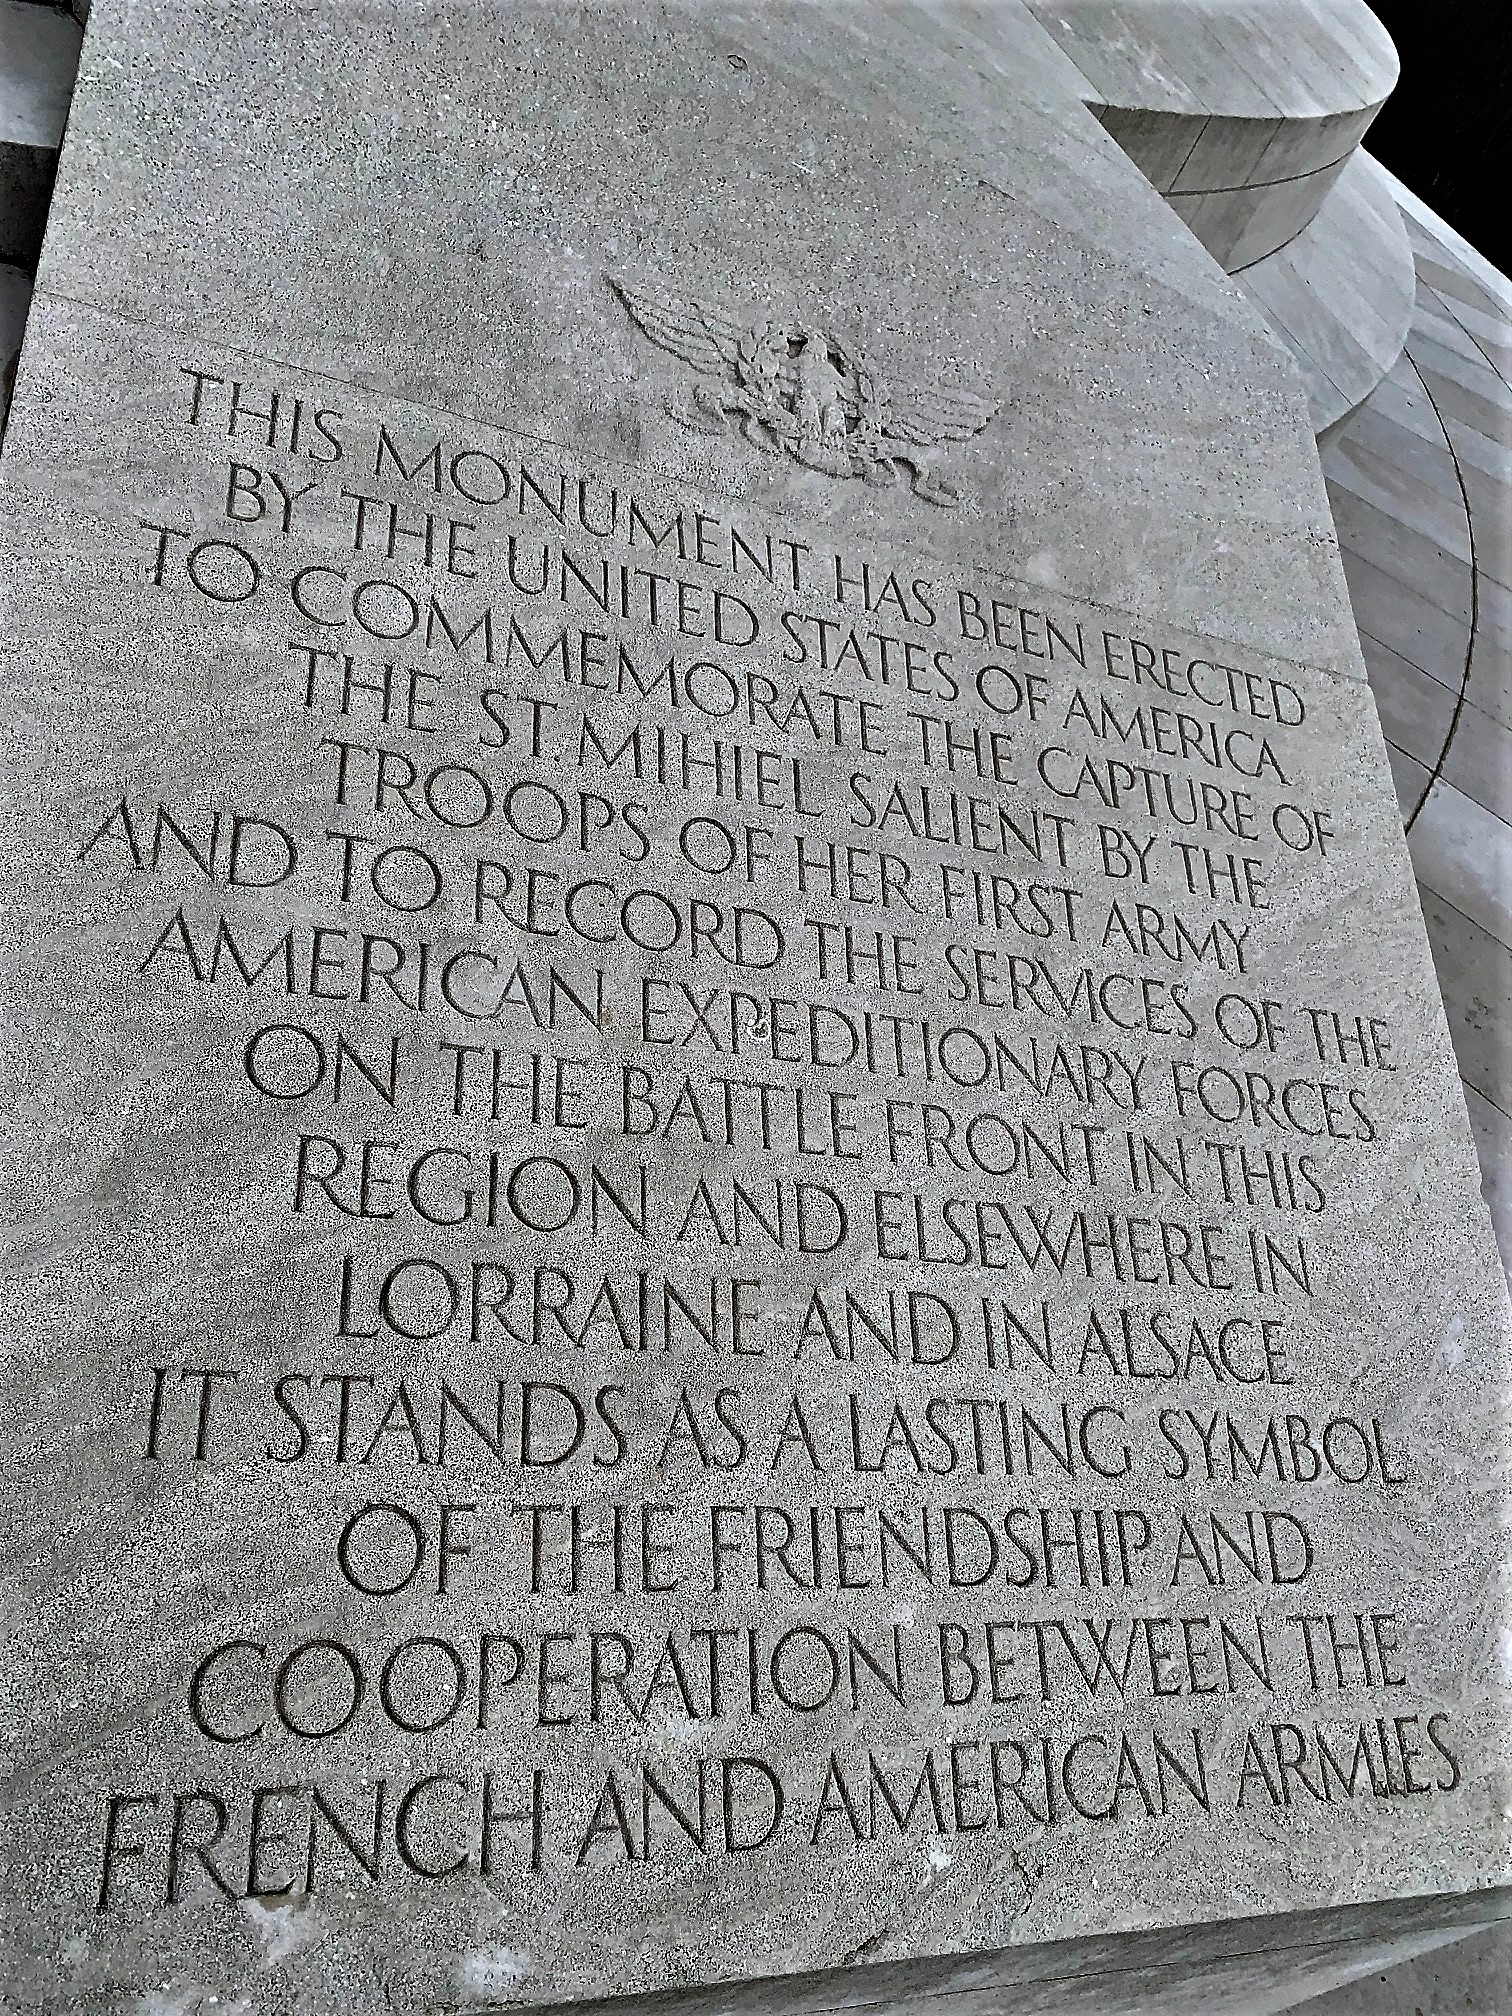 THIS MONUMENT HAS BEEN ERECTED
BY THE UNITED STATES OF AMERICA
TO COMMEMORATE THE CAPTURE OF
THE ST. MIHIEL SALIENT BY THE
TROOPS OF HER FIRST ARMY
AND TO RECORD THE SERVICES OF THE
AMERICAN EXPEDITIONARY FORCES
ON THE BATTLE FRONT IN THIS
REGION AND ELSEWHERE IN
LORRAINE AND IN ALSACE
IT STANDS AS A LASTING SYMBOL
OF THE FRIENDSHIP AND
COOPERATION BETWEEN THE
FRENCH AND AMERICAN ARMIES